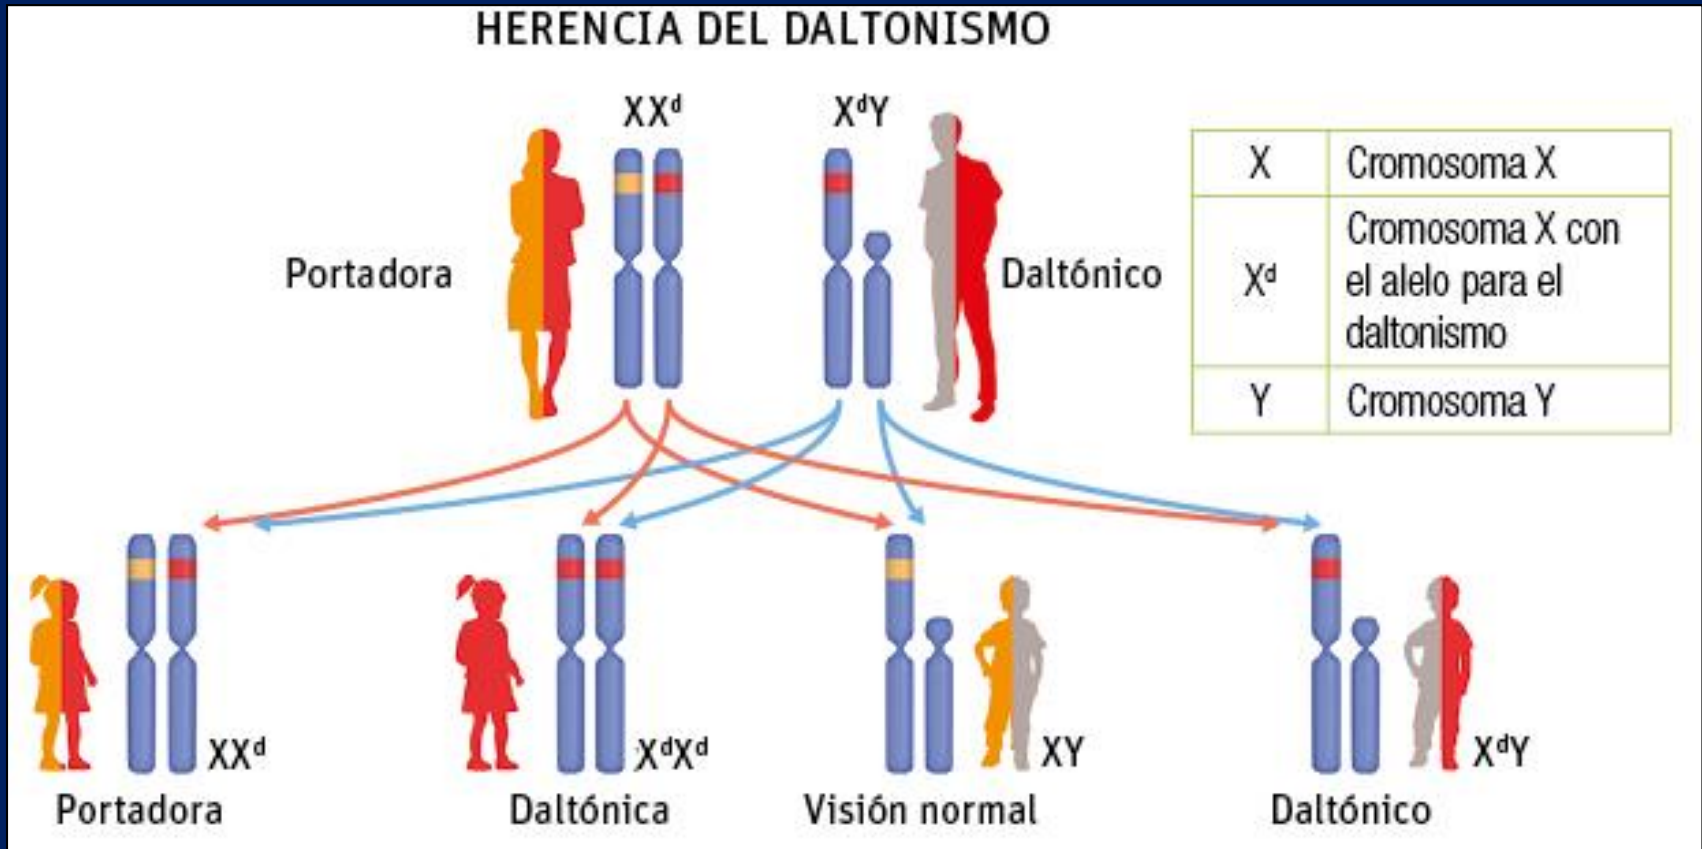 HERENCIA DEL DALTONISMO
XXᵈ
XᵈY
Portadora
Daltónico
X Cromosoma X
Xᵈ Cromosoma X con
el alelo para el
daltonismo
Y Cromosoma Y
XXᵈ
XᵈXᵈ
XY
XᵈY
Portadora
Daltónica
Visión normal
Daltónico